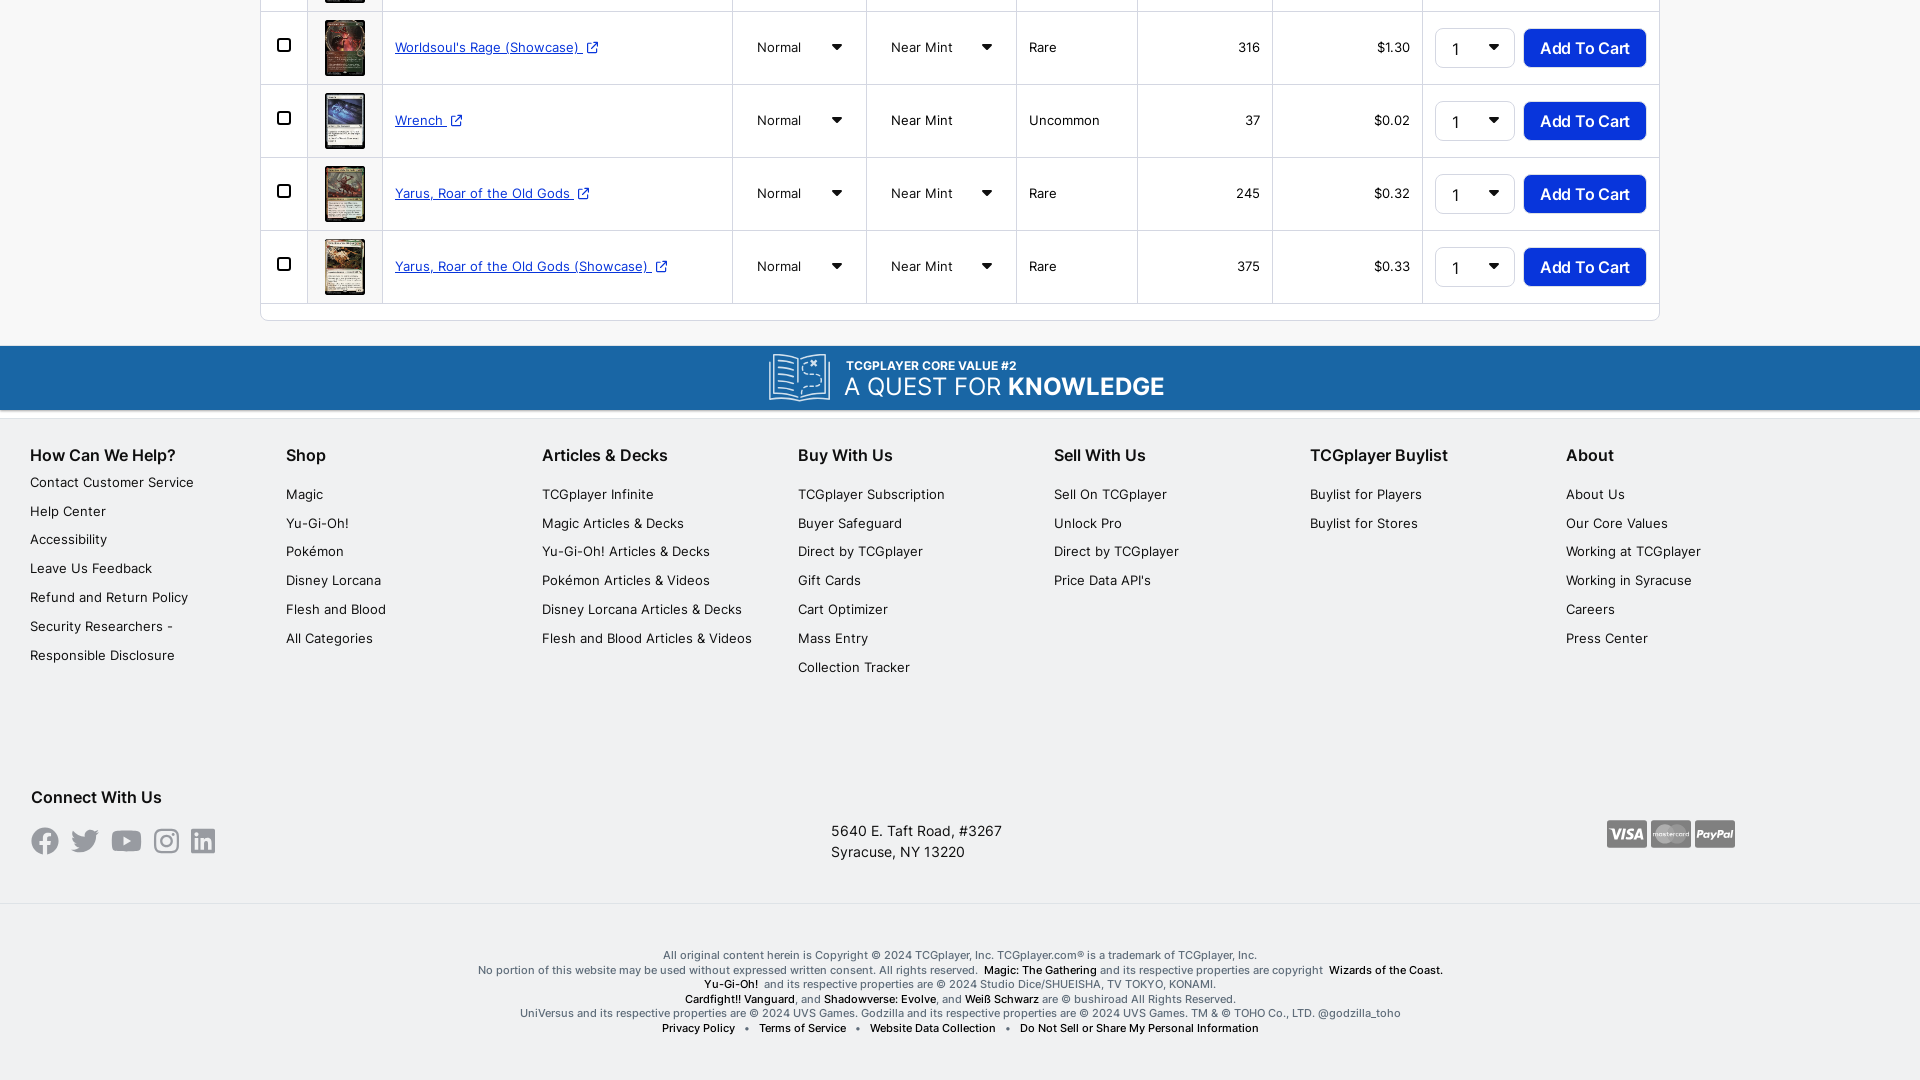 Worldsoul's Rage (Showcase) Normal Near Mint Rare 316 $1.30 1 Add To Cart
Wrench Normal Near Mint Uncommon 37 $0.02 1 Add To Cart
Yarus, Roar of the Old Gods Normal Near Mint Rare 245 $0.32 1 Add To Cart
Yarus, Roar of the Old Gods (Showcase) Normal Near Mint Rare 375 $0.33 1 Add To Cart
TCGPLAYER CORE VALUE #2
A QUEST FOR KNOWLEDGE
How Can We Help?
Contact Customer Service
Help Center
Accessibility
Leave Us Feedback
Refund and Return Policy
Security Researchers -
Responsible Disclosure
Shop
Magic
Yu-Gi-Oh!
Pokémon
Disney Lorcana
Flesh and Blood
All Categories
Articles & Decks
TCGplayer Infinite
Magic Articles & Decks
Yu-Gi-Oh! Articles & Decks
Pokémon Articles & Videos
Disney Lorcana Articles & Decks
Flesh and Blood Articles & Videos
Buy With Us
TCGplayer Subscription
Buyer Safeguard
Direct by TCGplayer
Gift Cards
Cart Optimizer
Mass Entry
Collection Tracker
Sell With Us
Sell On TCGplayer
Unlock Pro
Direct by TCGplayer
Price Data API's
TCGplayer Buylist
Buylist for Players
Buylist for Stores
About
About Us
Our Core Values
Working at TCGplayer
Working in Syracuse
Careers
Press Center
Connect With Us
5640 E. Taft Road, #3267
Syracuse, NY 13220
VISA mastercard PayPal
All original content herein is Copyright © 2024 TCGplayer, Inc. TCGplayer.com® is a trademark of TCGplayer, Inc.
No portion of this website may be used without expressed written consent. All rights reserved. Magic: The Gathering and its respective properties are copyright Wizards of the Coast.
Yu-Gi-Oh! and its respective properties are © 2024 Studio Dice/SHUEISHA, TV TOKYO, KONAMI.
Cardfight!! Vanguard, and Shadowverse: Evolve, and Weiß Schwarz are © bushiroad All Rights Reserved.
UniVersus and its respective properties are © 2024 UVS Games. Godzilla and its respective properties are © 2024 UVS Games. TM & © TOHO Co., LTD. @godzilla_toho
Privacy Policy • Terms of Service • Website Data Collection • Do Not Sell or Share My Personal Information